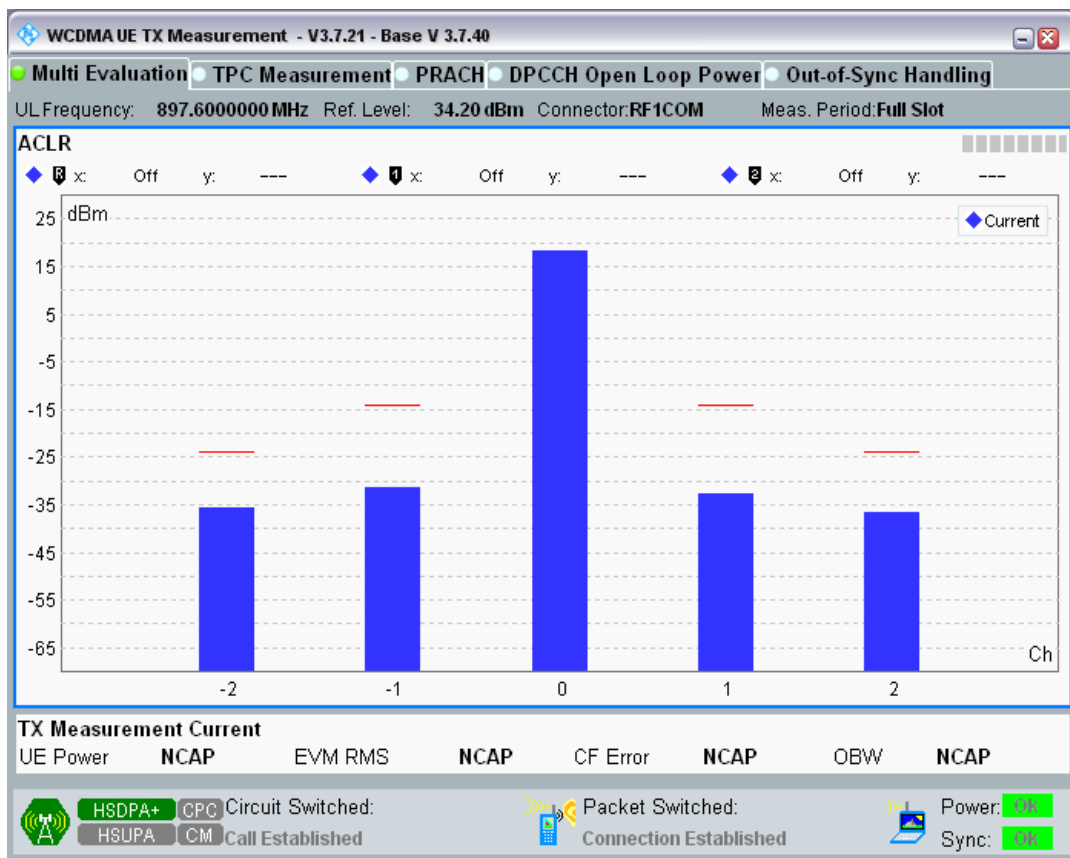 WCDMA UE TX Measurement - V3.7.21 - Base V 3.7.40
Multi Evaluation TPC Measurement PRACH DPCCH Open Loop Power Out-of-Sync Handling
UL Frequency: 897.6000000 MHz Ref. Level: 34.20 dBm Connector:RF1COM Meas. Period:Full Slot
ACLR
R x: Off y: --- 1 x: Off y: --- 2 x: Off y: ---
dBm
Current
25
15
5
-5
-15
-25
-35
-45
-55
-65
Ch
-2 -1 0 1 2
TX Measurement Current
UE Power NCAP EVM RMS NCAP CF Error NCAP OBW NCAP
HSDPA+ CPC Circuit Switched: Packet Switched: Power: Ok
HSUPA CM Call Established Connection Established Sync: Ok